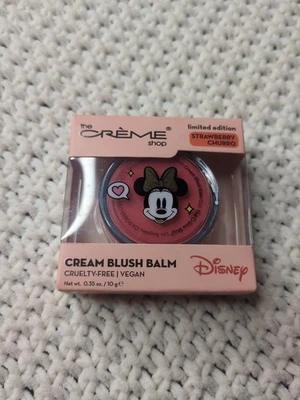 the
CRÈME®
shop
limited edition
STRAWBERRY
CHURRO
CREAM BLUSH BALM
CRUELTY-FREE | VEGAN
Net wt. 0.35 oz. / 10 g ℮
Disney